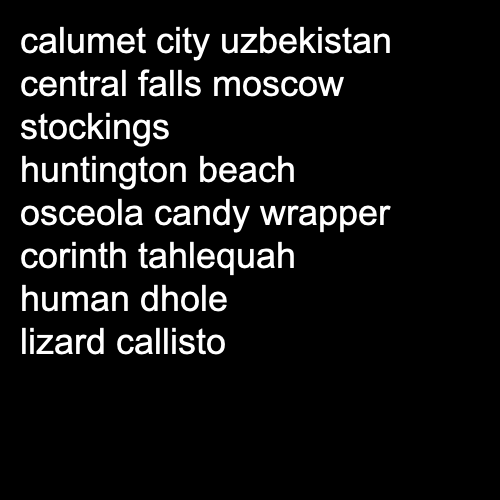 calumet city uzbekistan
central falls moscow
stockings
huntington beach
osceola candy wrapper
corinth tahlequah
human dhole
lizard callisto